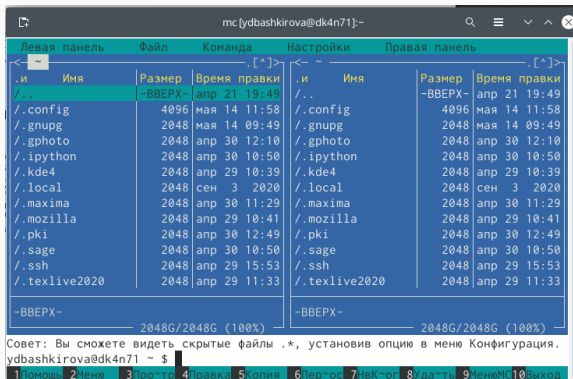 mc [ydbashkirova@dk4n71]:~
Левая панель Файл Команда Настройки Правая панель
<- ~ .[^]> <- ~ .[^]>
.и Имя Размер Время правки .и Имя Размер Время правки
/.. -ВВЕРХ- апр 21 19:49 /.. -ВВЕРХ- апр 21 19:49
/.config 4096 мая 14 11:58 /.config 4096 мая 14 11:58
/.gnupg 2048 мая 14 09:49 /.gnupg 2048 мая 14 09:49
/.gphoto 2048 апр 30 12:10 /.gphoto 2048 апр 30 12:10
/.ipython 2048 апр 30 10:50 /.ipython 2048 апр 30 10:50
/.kde4 2048 апр 29 10:39 /.kde4 2048 апр 29 10:39
/.local 2048 сен 3 2020 /.local 2048 сен 3 2020
/.maxima 2048 апр 30 11:29 /.maxima 2048 апр 30 11:29
/.mozilla 2048 апр 29 10:41 /.mozilla 2048 апр 29 10:41
/.pki 2048 апр 30 12:49 /.pki 2048 апр 30 12:49
/.sage 2048 апр 30 10:50 /.sage 2048 апр 30 10:50
/.ssh 2048 апр 29 15:53 /.ssh 2048 апр 29 15:53
/.texlive2020 2048 апр 29 11:33 /.texlive2020 2048 апр 29 11:33
-ВВЕРХ- -ВВЕРХ-
2048G/2048G (100%) 2048G/2048G (100%)
Совет: Вы сможете видеть скрытые файлы .*, установив опцию в меню Конфигурация.
ydbashkirova@dk4n71 ~ $
1Помощь 2Меню 3Про~тр 4Правка 5Копия 6Пер~ос 7НвК~ог 8Уда~ть 9МенюMC 10Выход